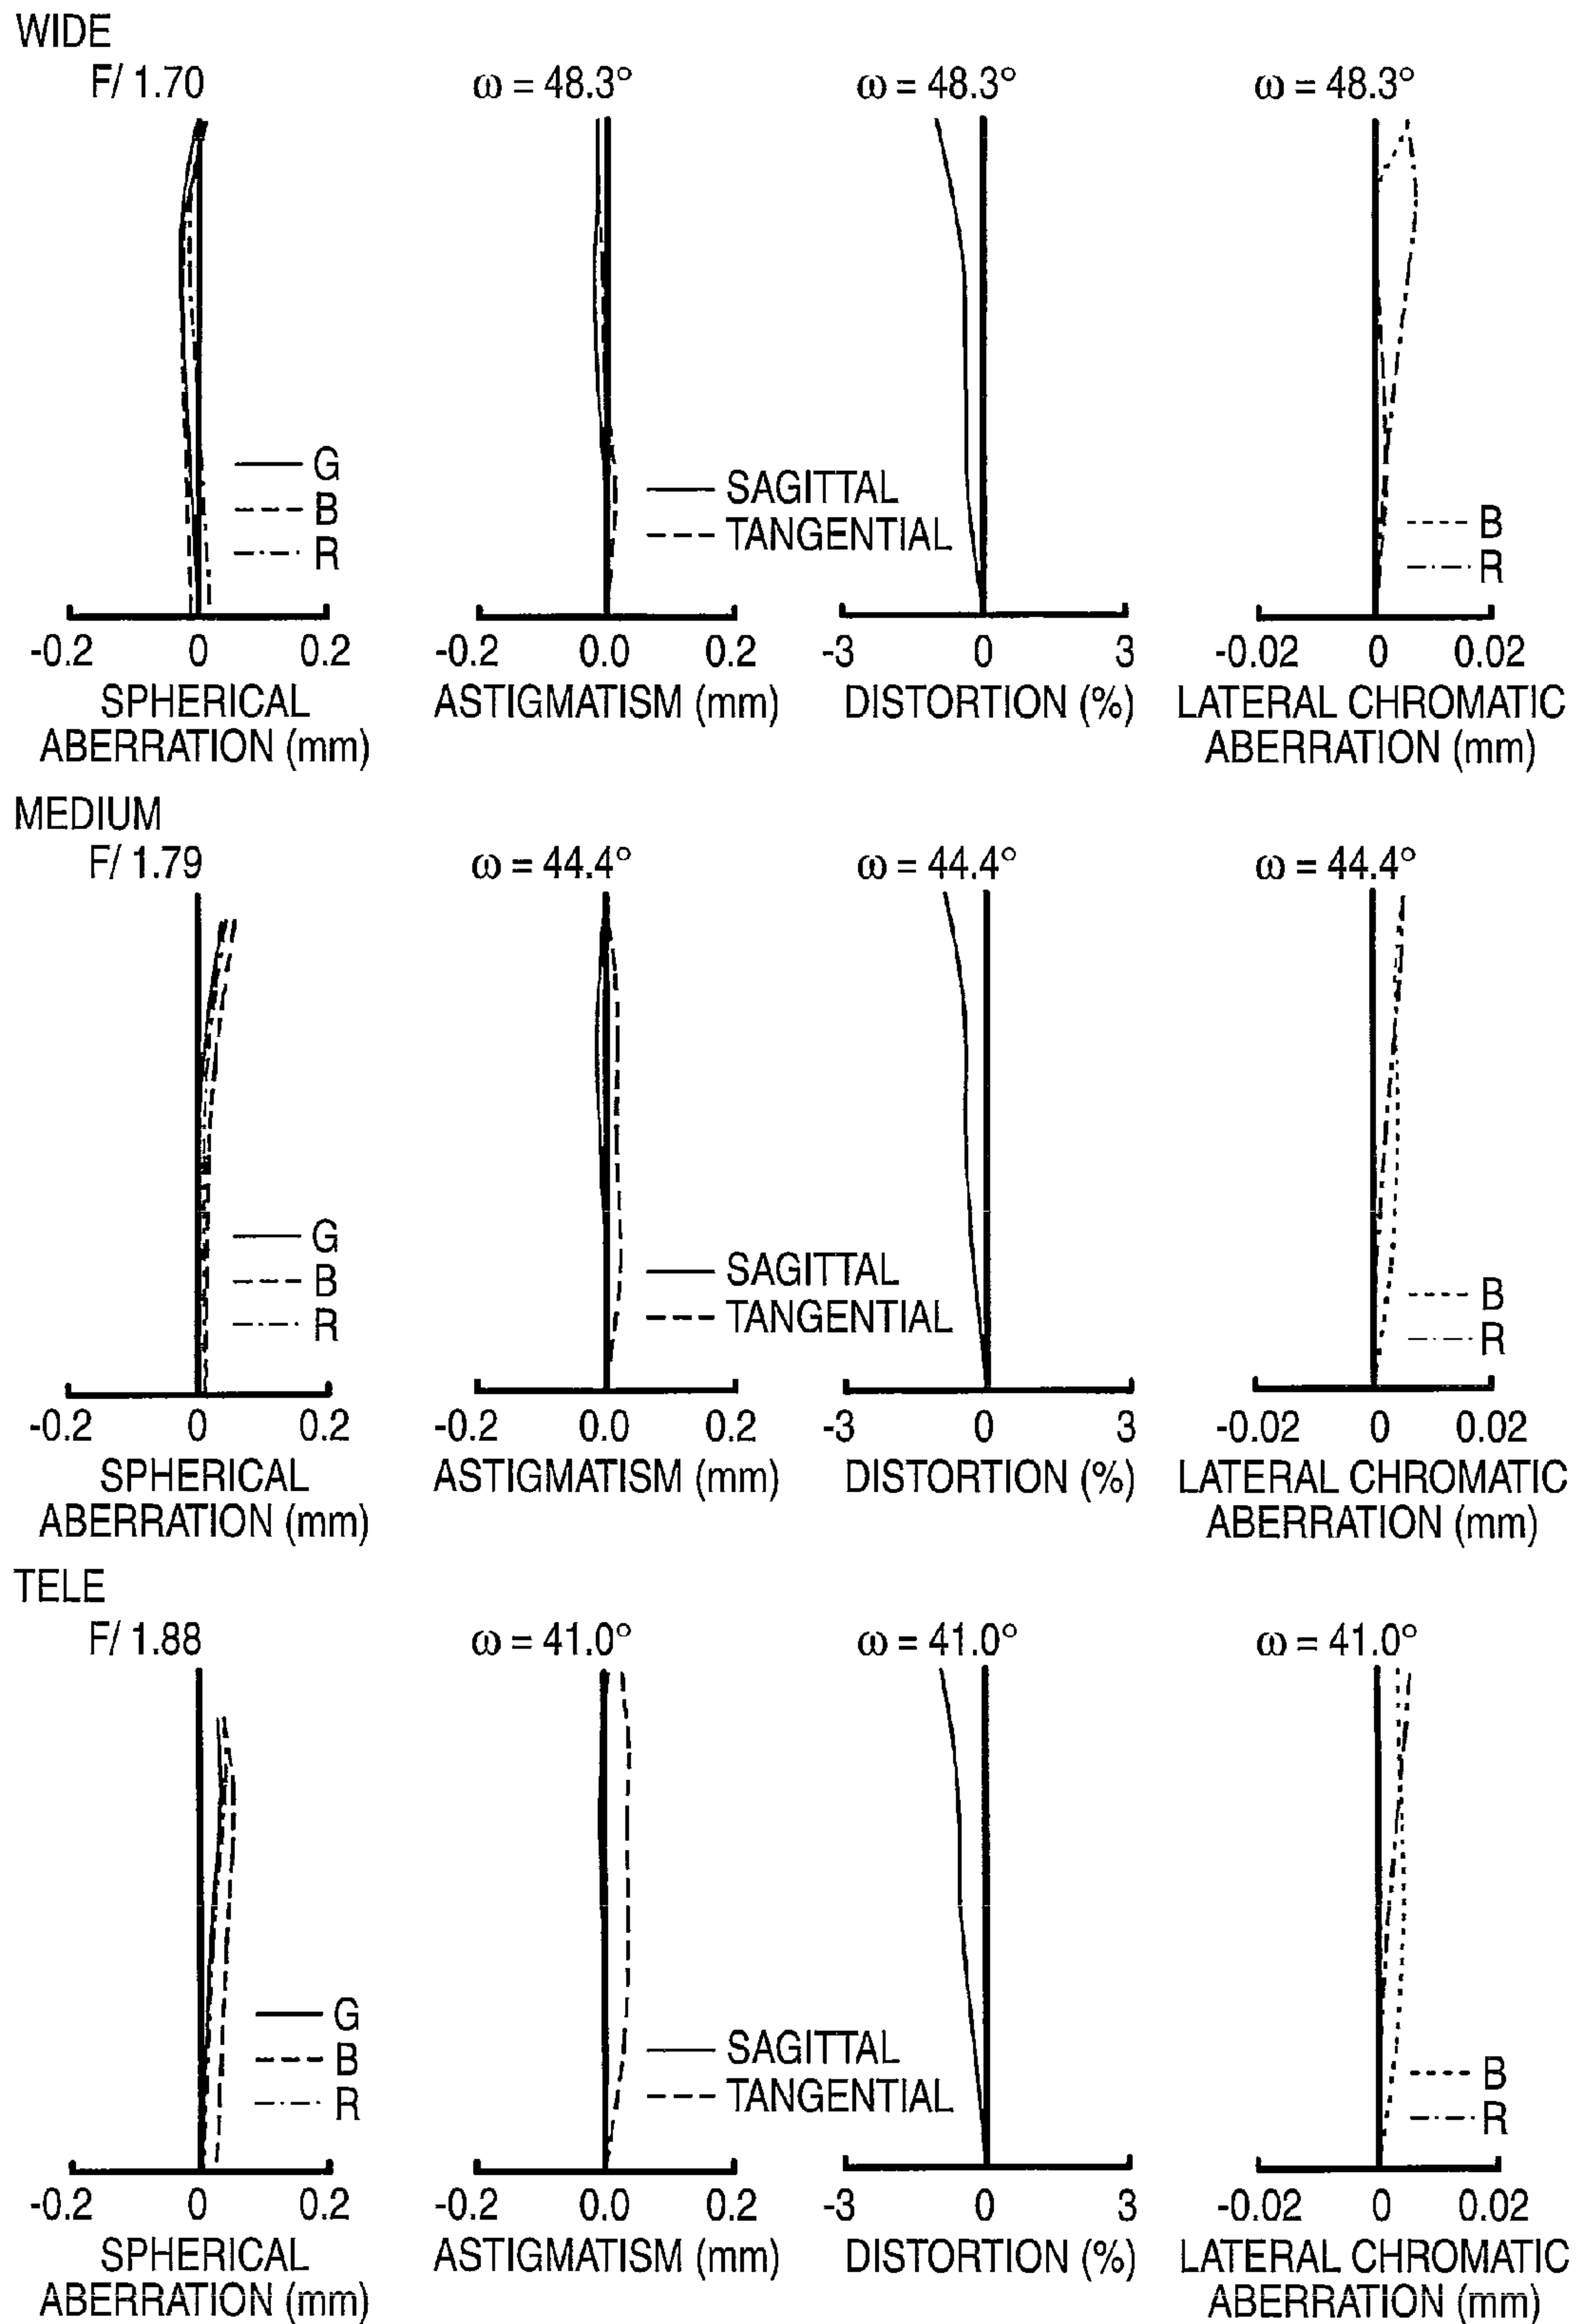 WIDE
F/ 1.70
ω = 48.3°
ω = 48.3°
ω = 48.3°
G
B
R
SAGITTAL
TANGENTIAL
B
R
-0.2 0 0.2
-0.2 0.0 0.2
-3 0 3
-0.02 0 0.02
SPHERICAL
ABERRATION (mm)
ASTIGMATISM (mm)
DISTORTION (%)
LATERAL CHROMATIC
ABERRATION (mm)
MEDIUM
F/ 1.79
ω = 44.4°
ω = 44.4°
ω = 44.4°
G
B
R
SAGITTAL
TANGENTIAL
B
R
-0.2 0 0.2
-0.2 0.0 0.2
-3 0 3
-0.02 0 0.02
SPHERICAL
ABERRATION (mm)
ASTIGMATISM (mm)
DISTORTION (%)
LATERAL CHROMATIC
ABERRATION (mm)
TELE
F/ 1.88
ω = 41.0°
ω = 41.0°
ω = 41.0°
G
B
R
SAGITTAL
TANGENTIAL
B
R
-0.2 0 0.2
-0.2 0.0 0.2
-3 0 3
-0.02 0 0.02
SPHERICAL
ABERRATION (mm)
ASTIGMATISM (mm)
DISTORTION (%)
LATERAL CHROMATIC
ABERRATION (mm)